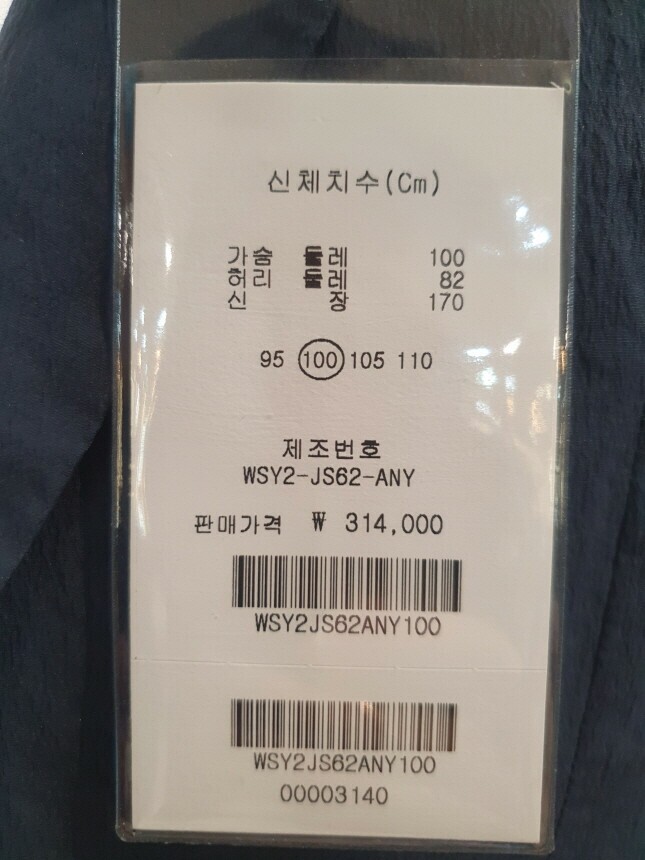 신체치수(Cm)
가슴 둘레 100
허리 둘레 82
신 장 170
95 100 105 110
제조번호
WSY2-JS62-ANY
판매가격 ₩ 314,000
WSY2JS62ANY100
WSY2JS62ANY100
00003140